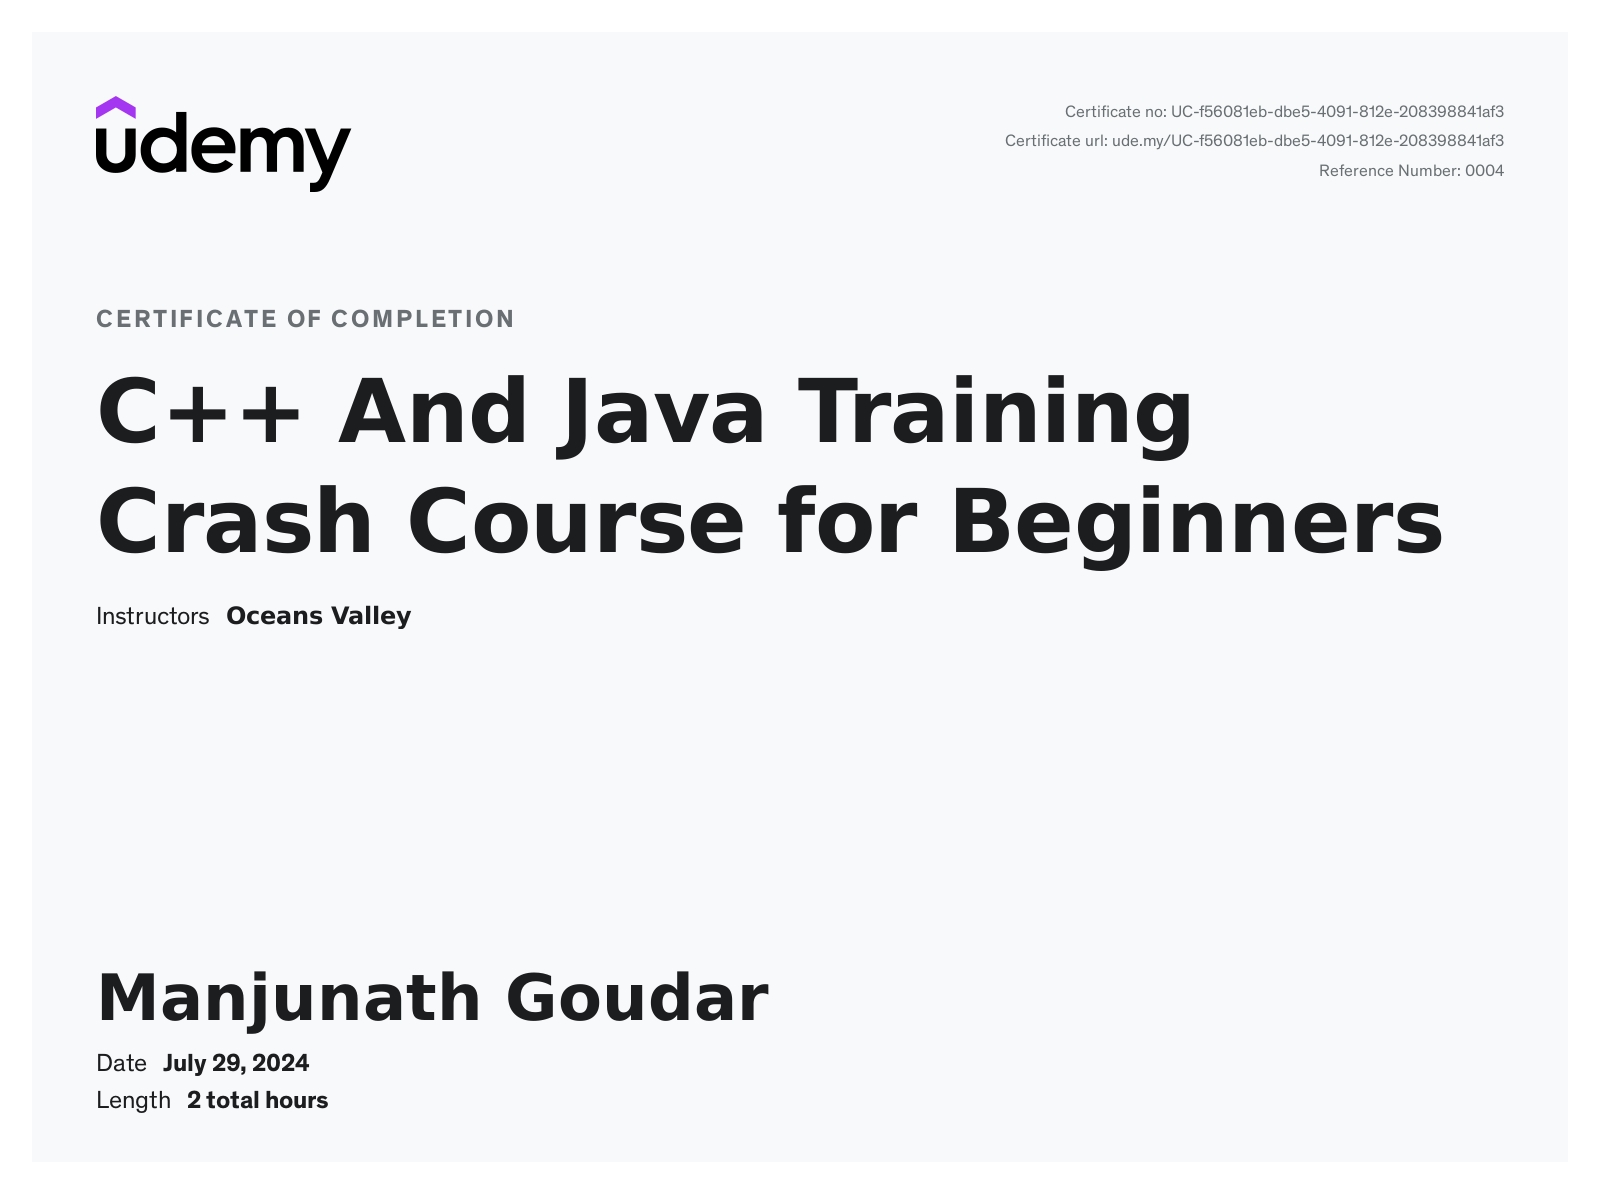 udemy
Certificate no: UC-f56081eb-dbe5-4091-812e-208398841af3
Certificate url: ude.my/UC-f56081eb-dbe5-4091-812e-208398841af3
Reference Number: 0004
CERTIFICATE OF COMPLETION
C++ And Java Training
Crash Course for Beginners
Instructors Oceans Valley
Manjunath Goudar
Date July 29, 2024
Length 2 total hours